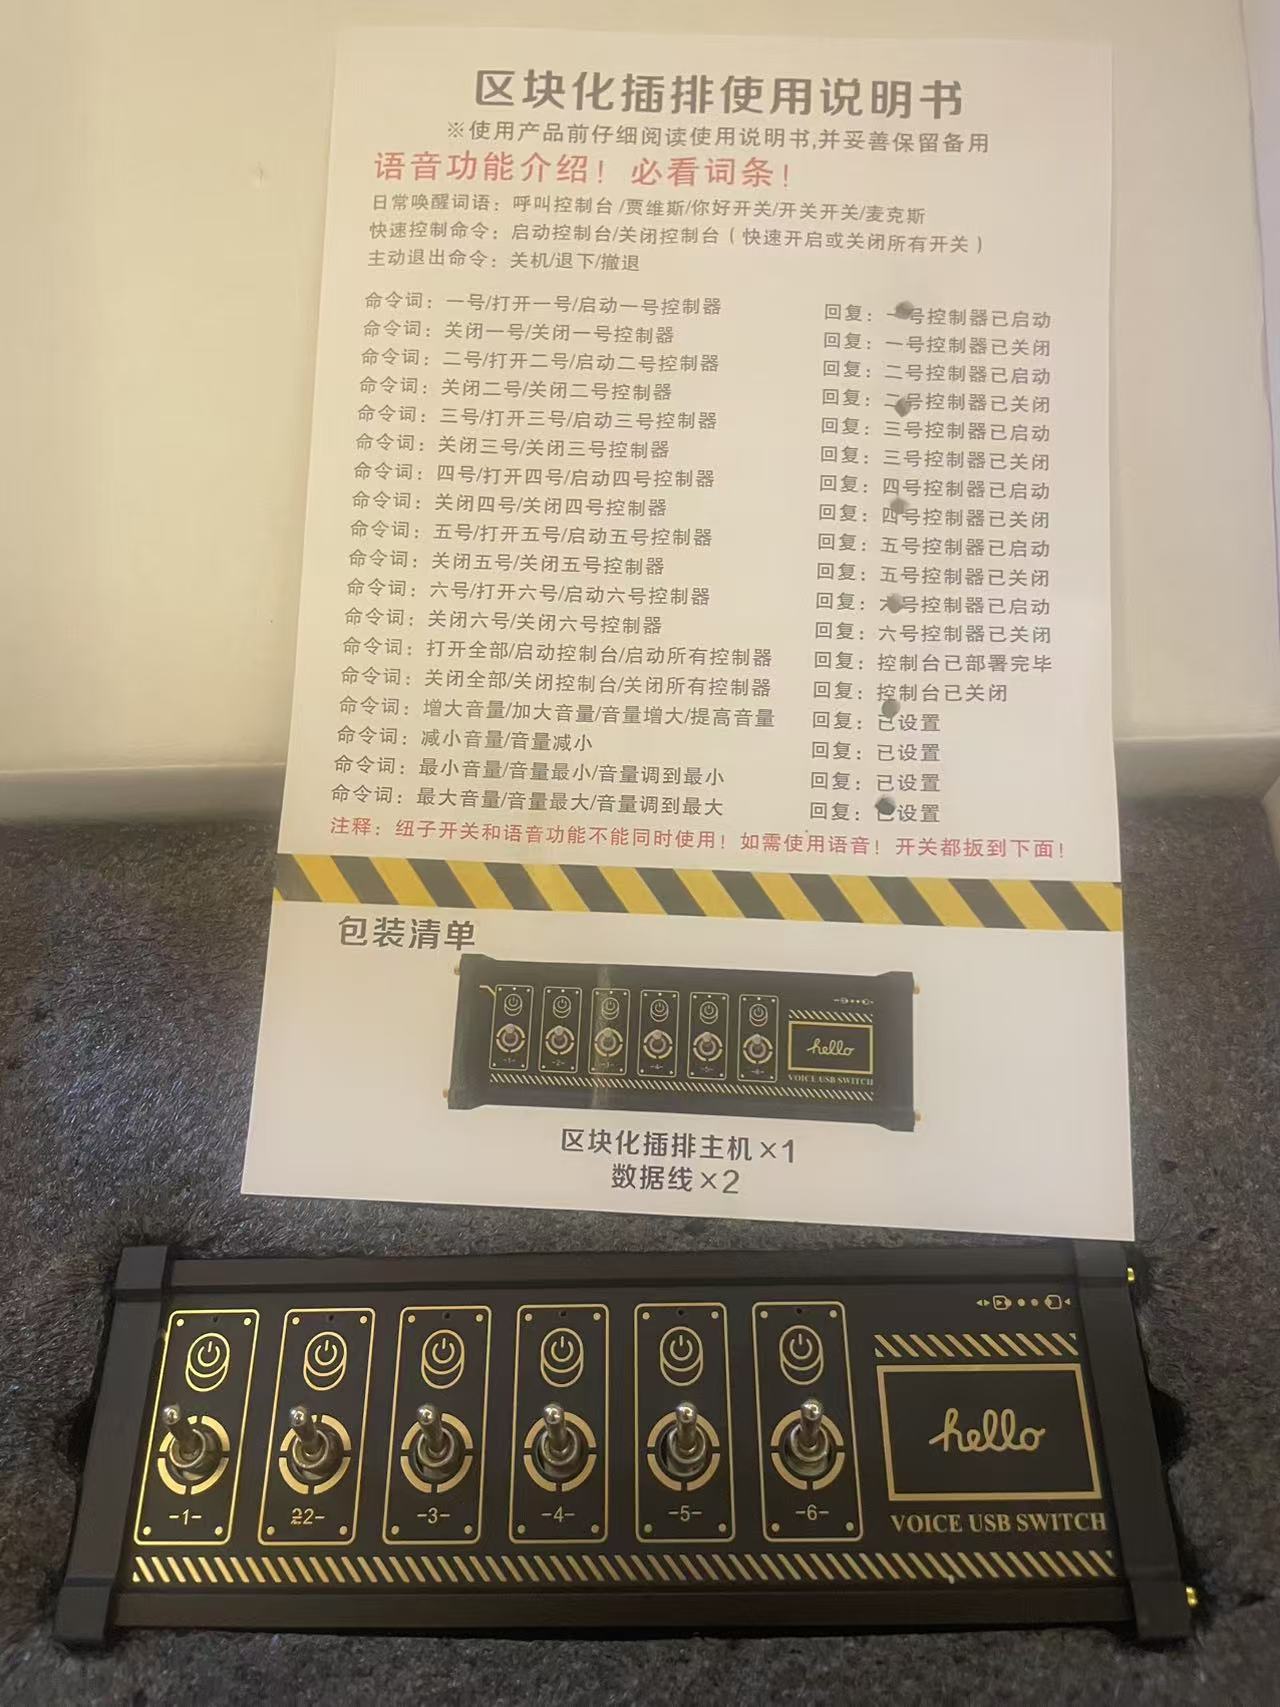 区块化插排使用说明书
※使用产品前仔细阅读使用说明书,并妥善保留备用
语音功能介绍！必看词条！
日常唤醒词语：呼叫控制台/贾维斯/你好开关/开关开关/麦克斯
快速控制命令：启动控制台/关闭控制台（快速开启或关闭所有开关）
主动退出命令：关机/退下/撤退
命令词：一号/打开一号/启动一号控制器 回复：一号控制器已启动
命令词：关闭一号/关闭一号控制器 回复：一号控制器已关闭
命令词：二号/打开二号/启动二号控制器 回复：二号控制器已启动
命令词：关闭二号/关闭二号控制器 回复：二号控制器已关闭
命令词：三号/打开三号/启动三号控制器 回复：三号控制器已启动
命令词：关闭三号/关闭三号控制器 回复：三号控制器已关闭
命令词：四号/打开四号/启动四号控制器 回复：四号控制器已启动
命令词：关闭四号/关闭四号控制器 回复：四号控制器已关闭
命令词：五号/打开五号/启动五号控制器 回复：五号控制器已启动
命令词：关闭五号/关闭五号控制器 回复：五号控制器已关闭
命令词：六号/打开六号/启动六号控制器 回复：六号控制器已启动
命令词：关闭六号/关闭六号控制器 回复：六号控制器已关闭
命令词：打开全部/启动控制台/启动所有控制器 回复：控制台已部署完毕
命令词：关闭全部/关闭控制台/关闭所有控制器 回复：控制台已关闭
命令词：增大音量/加大音量/音量增大/提高音量 回复：已设置
命令词：减小音量/音量减小 回复：已设置
命令词：最小音量/音量最小/音量调到最小 回复：已设置
命令词：最大音量/音量最大/音量调到最大 回复：已设置
注释：纽子开关和语音功能不能同时使用！如需使用语音！开关都扳到下面！
包装清单
-1- -2- -3- -4- -5- -6-
hello
VOICE USB SWITCH
区块化插排主机×1
数据线×2
-1- 22- -3- -4- -5- -6-
hello
VOICE USB SWITCH